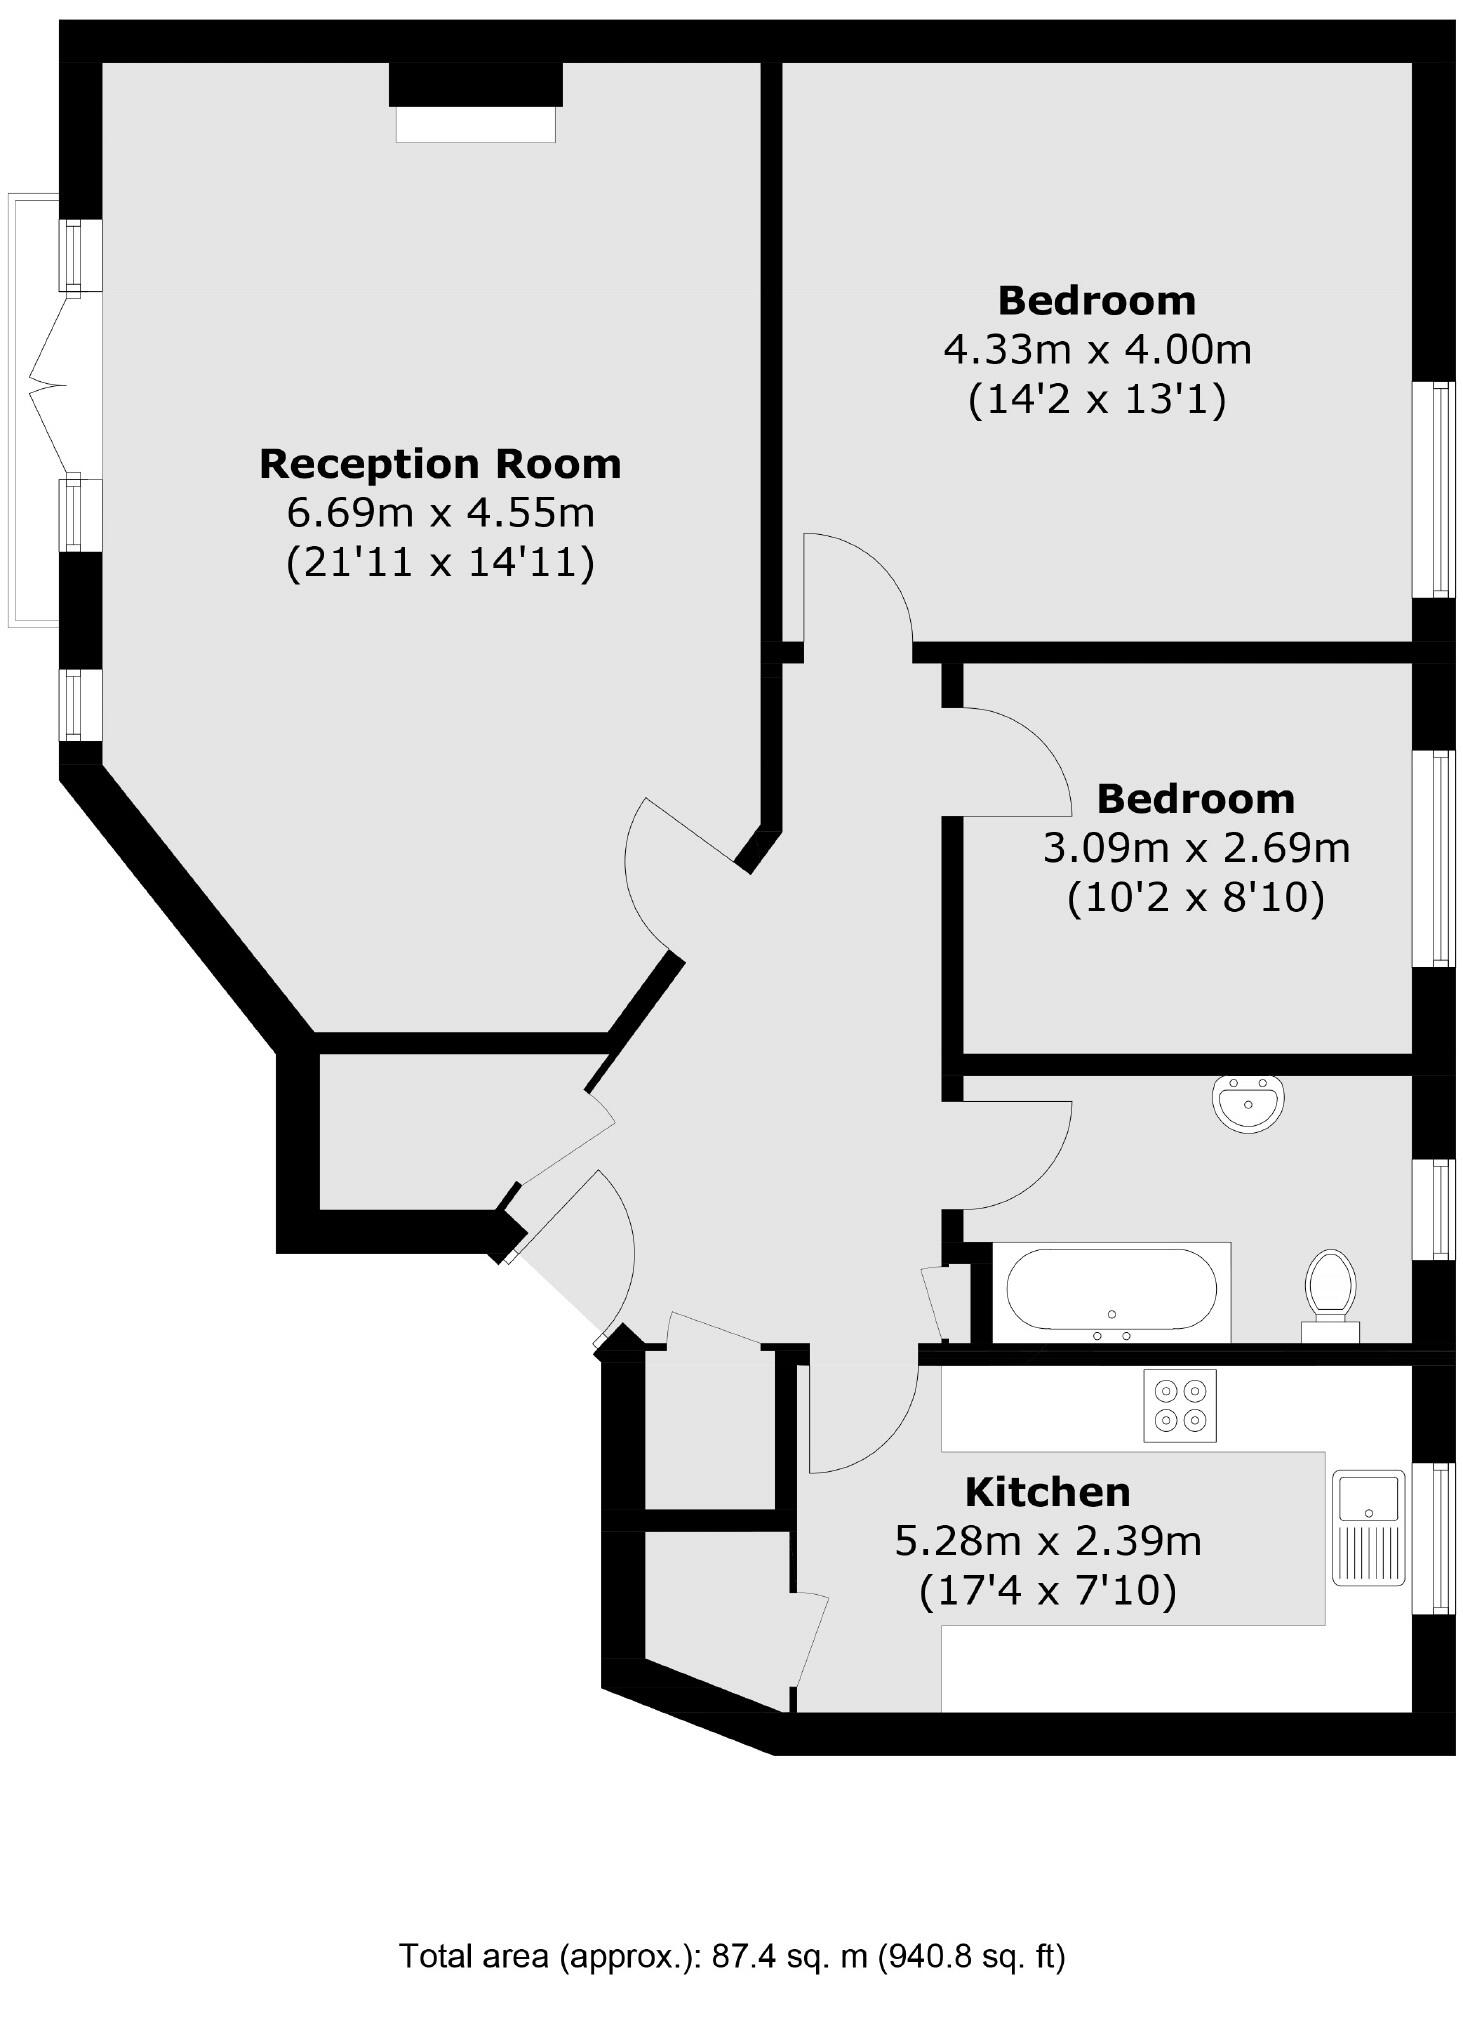 Bedroom
4.33m x 4.00m
(14'2 x 13'1)
Reception Room
6.69m x 4.55m
(21'11 x 14'11)
Bedroom
3.09m x 2.69m
(10'2 x 8'10)
Kitchen
5.28m x 2.39m
(17'4 x 7'10)
Total area (approx.): 87.4 sq. m (940.8 sq. ft)